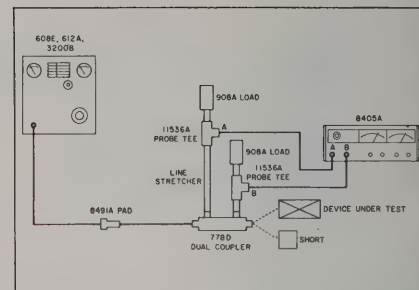 608E, 612A,
3200B
908A LOAD
8405A
11536A
PROBE TEE
A
908A LOAD
A B
11536A
PROBE TEE
LINE
STRETCHER
B
8491A PAD
DEVICE UNDER TEST
778D
DUAL COUPLER
SHORT